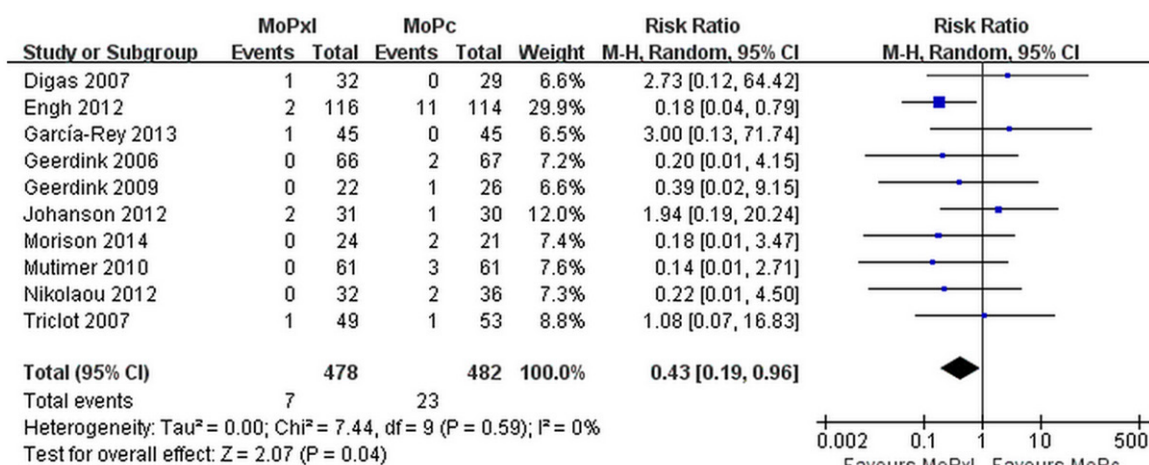 MoPxl MoPc Risk Ratio Risk Ratio
Study or Subgroup Events Total Events Total Weight M-H, Random, 95% CI M-H, Random, 95% CI
Digas 2007 1 32 0 29 6.6% 2.73 [0.12, 64.42]
Engh 2012 2 116 11 114 29.9% 0.18 [0.04, 0.79]
García-Rey 2013 1 45 0 45 6.5% 3.00 [0.13, 71.74]
Geerdink 2006 0 66 2 67 7.2% 0.20 [0.01, 4.15]
Geerdink 2009 0 22 1 26 6.6% 0.39 [0.02, 9.15]
Johanson 2012 2 31 1 30 12.0% 1.94 [0.19, 20.24]
Morison 2014 0 24 2 21 7.4% 0.18 [0.01, 3.47]
Mutimer 2010 0 61 3 61 7.6% 0.14 [0.01, 2.71]
Nikolaou 2012 0 32 2 36 7.3% 0.22 [0.01, 4.50]
Triclot 2007 1 49 1 53 8.8% 1.08 [0.07, 16.83]
Total (95% CI) 478 482 100.0% 0.43 [0.19, 0.96]
Total events 7 23
Heterogeneity: Tau² = 0.00; Chi² = 7.44, df = 9 (P = 0.59); I² = 0%
Test for overall effect: Z = 2.07 (P = 0.04)
0.002 0.1 1 10 500
Favours MoPxl Favours MoPc